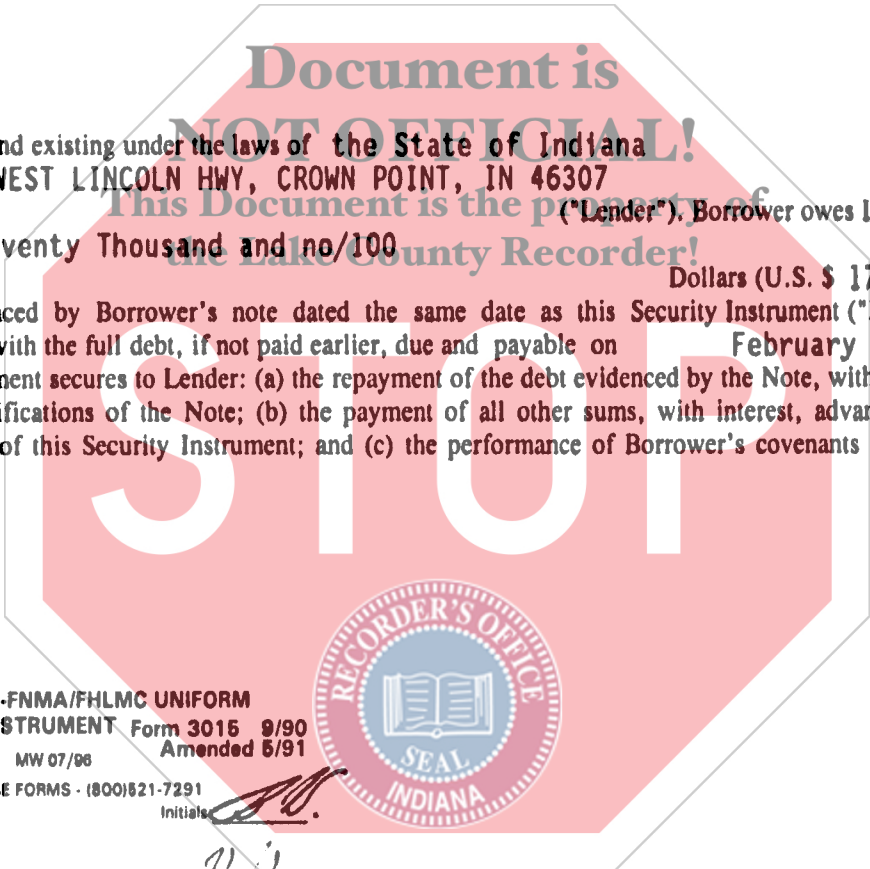 Document is
NOT OFFICIAL!
nd existing under the laws of the State of Indiana
WEST LINCOLN HWY, CROWN POINT, IN 46307
This Document is the property of
("Lender"). Borrower owes L
venty Thousand and no/100
the Lake County Recorder!
Dollars (U.S. $ 17
nced by Borrower's note dated the same date as this Security Instrument ("
with the full debt, if not paid earlier, due and payable on February
ment secures to Lender: (a) the repayment of the debt evidenced by the Note, with
ifications of the Note; (b) the payment of all other sums, with interest, advan
of this Security Instrument; and (c) the performance of Borrower's covenants
STOP
RECORDER'S OFFICE
SEAL
INDIANA
-FNMA/FHLMC UNIFORM
STRUMENT Form 3015 9/90
Amended 5/91
MW 07/96
E FORMS - (800)521-7291
Initials